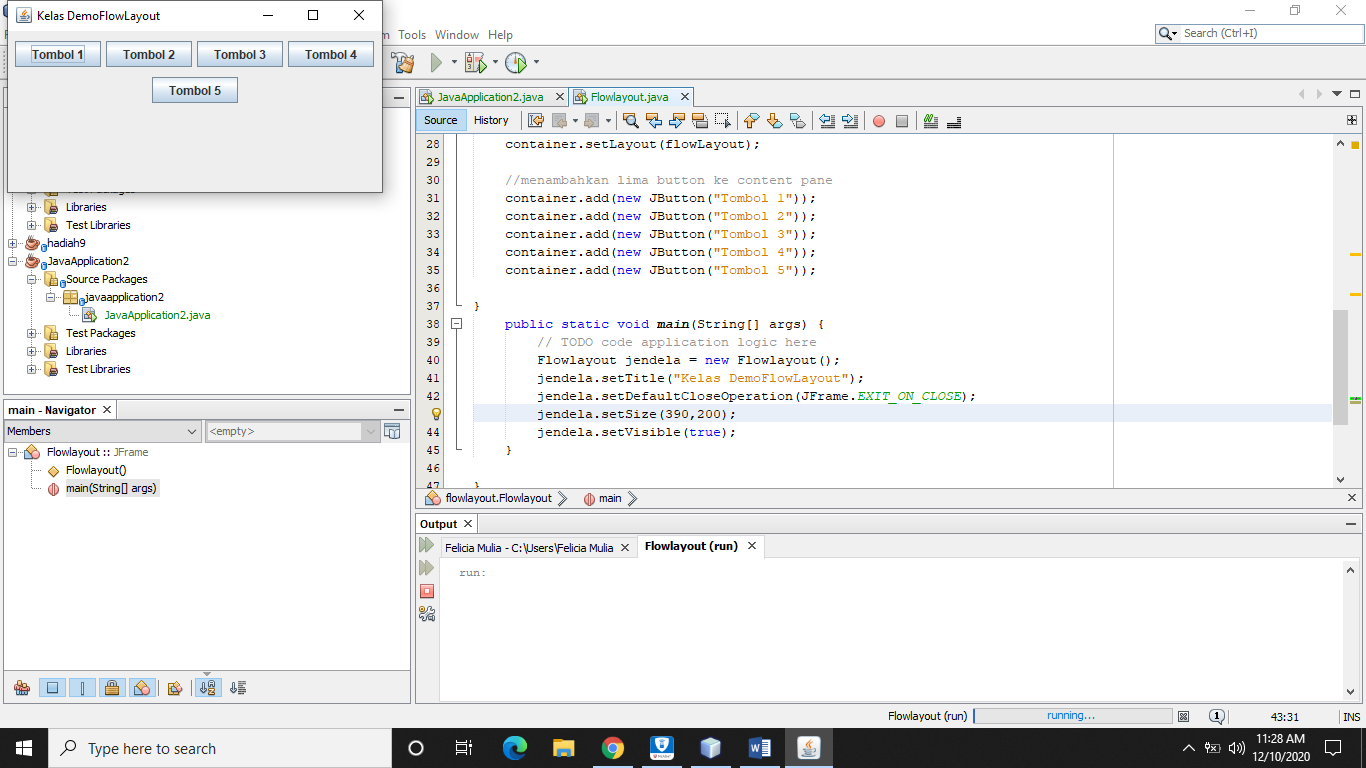 Kelas DemoFlowLayout
Tombol 1 Tombol 2 Tombol 3 Tombol 4
Tombol 5
Tools Window Help
Search (Ctrl+I)
JavaApplication2.java Flowlayout.java
Source History
Libraries
Test Libraries
hadiah9
JavaApplication2
Source Packages
javaapplication2
JavaApplication2.java
Test Packages
Libraries
Test Libraries
28 container.setLayout(flowLayout);
29
30 //menambahkan lima button ke content pane
31 container.add(new JButton("Tombol 1"));
32 container.add(new JButton("Tombol 2"));
33 container.add(new JButton("Tombol 3"));
34 container.add(new JButton("Tombol 4"));
35 container.add(new JButton("Tombol 5"));
36
37 }
38 public static void main(String[] args) {
39 // TODO code application logic here
40 Flowlayout jendela = new Flowlayout();
41 jendela.setTitle("Kelas DemoFlowLayout");
42 jendela.setDefaultCloseOperation(JFrame.EXIT_ON_CLOSE);
jendela.setSize(390,200);
44 jendela.setVisible(true);
45 }
46
47 }
flowlayout.Flowlayout main
main - Navigator
Members <empty>
Flowlayout :: JFrame
Flowlayout()
main(String[] args)
Output
Felicia Mulia - C:\Users\Felicia Mulia Flowlayout (run)
run:
Flowlayout (run) running... 1 43:31 INS
Type here to search
11:28 AM
12/10/2020